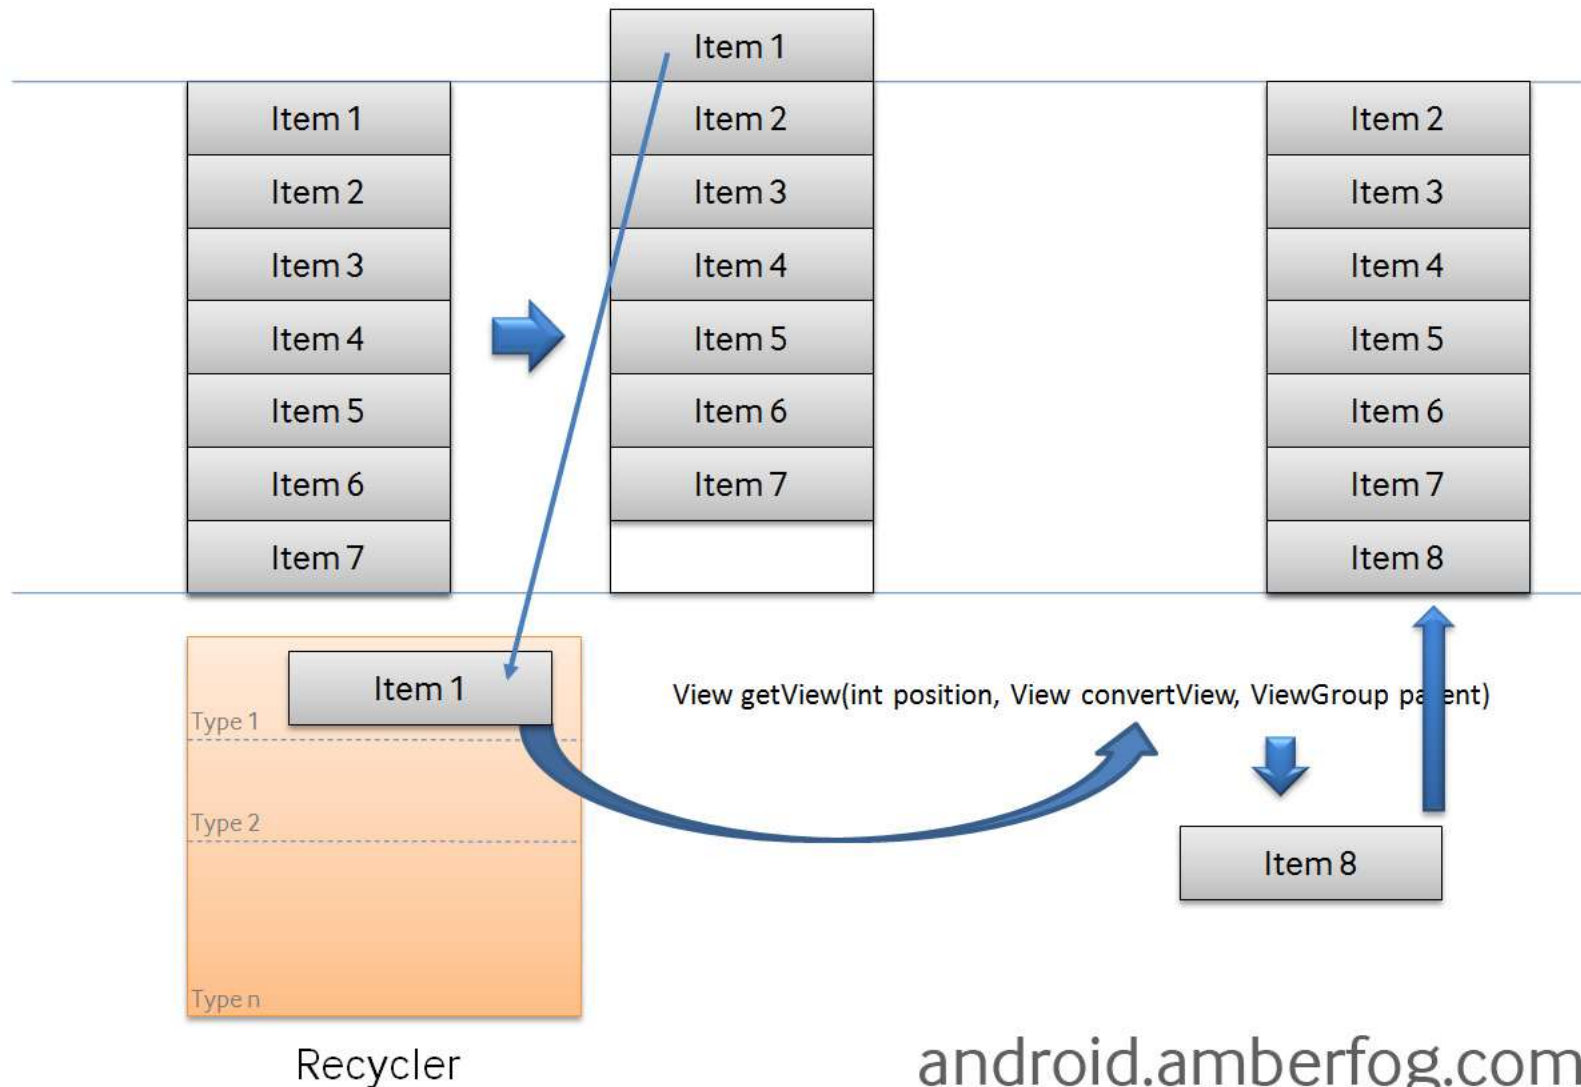 Item 1
Item 2
Item 3
Item 4
Item 5
Item 6
Item 7
Item 1
Item 2
Item 3
Item 4
Item 5
Item 6
Item 7
Item 2
Item 3
Item 4
Item 5
Item 6
Item 7
Item 8
Item 1
Type 1
Type 2
Type n
Recycler
View getView(int position, View convertView, ViewGroup parent)
Item 8
android.amberfog.com